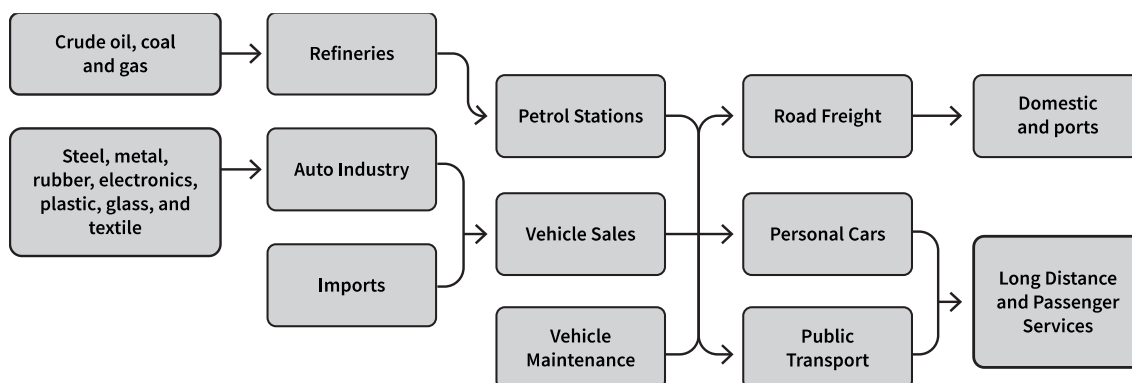 Crude oil, coal
and gas
Refineries
Petrol Stations
Road Freight
Domestic
and ports
Steel, metal,
rubber, electronics,
plastic, glass, and
textile
Auto Industry
Imports
Vehicle Sales
Personal Cars
Long Distance
and Passenger
Services
Vehicle
Maintenance
Public
Transport